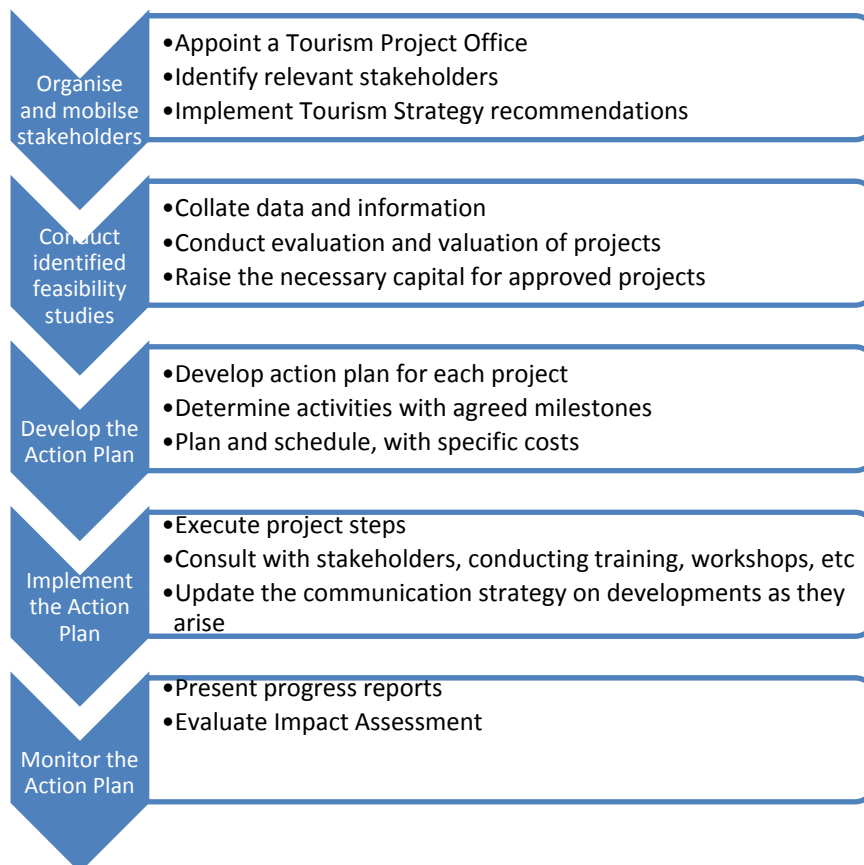 Organise
and mobilse
stakeholders
•Appoint a Tourism Project Office
•Identify relevant stakeholders
•Implement Tourism Strategy recommendations
Conduct
identified
feasibility
studies
•Collate data and information
•Conduct evaluation and valuation of projects
•Raise the necessary capital for approved projects
Develop the
Action Plan
•Develop action plan for each project
•Determine activities with agreed milestones
•Plan and schedule, with specific costs
Implement
the Action
Plan
•Execute project steps
•Consult with stakeholders, conducting training, workshops, etc
•Update the communication strategy on developments as they
arise
Monitor the
Action Plan
•Present progress reports
•Evaluate Impact Assessment